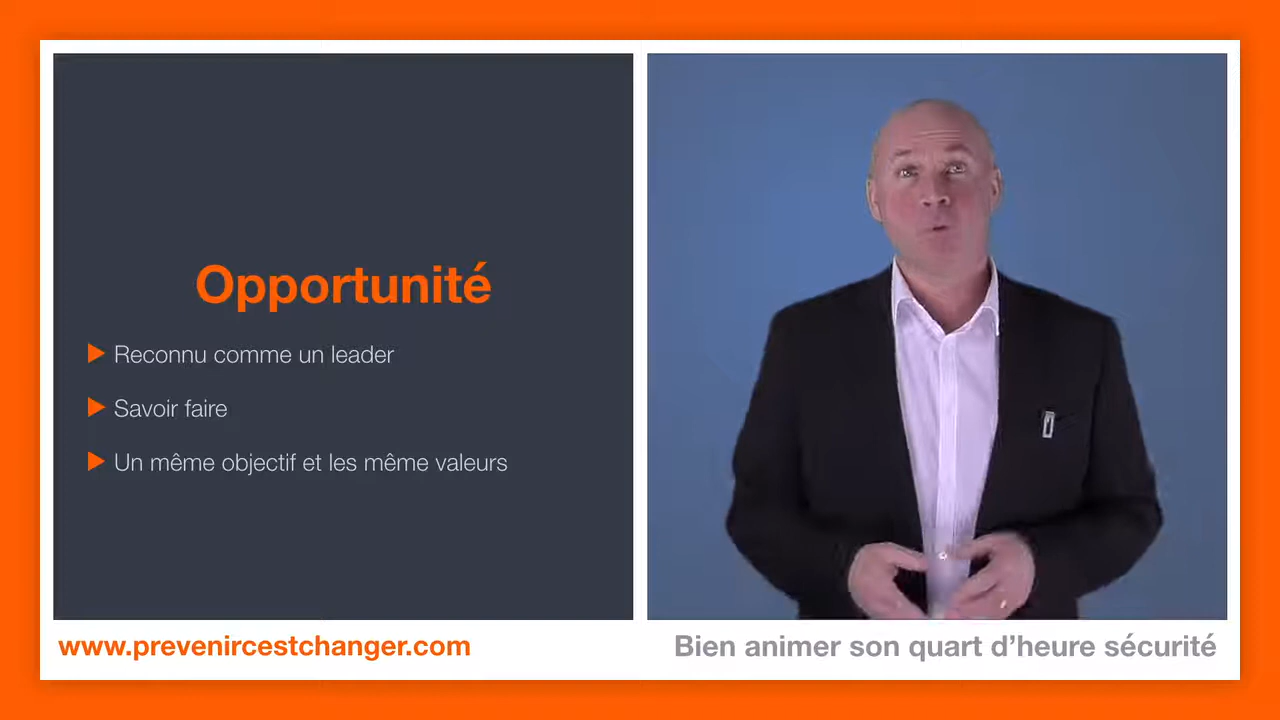 Opportunité
Reconnu comme un leader
Savoir faire
Un même objectif et les même valeurs
www.prevenircestchanger.com
Bien animer son quart d'heure sécurité